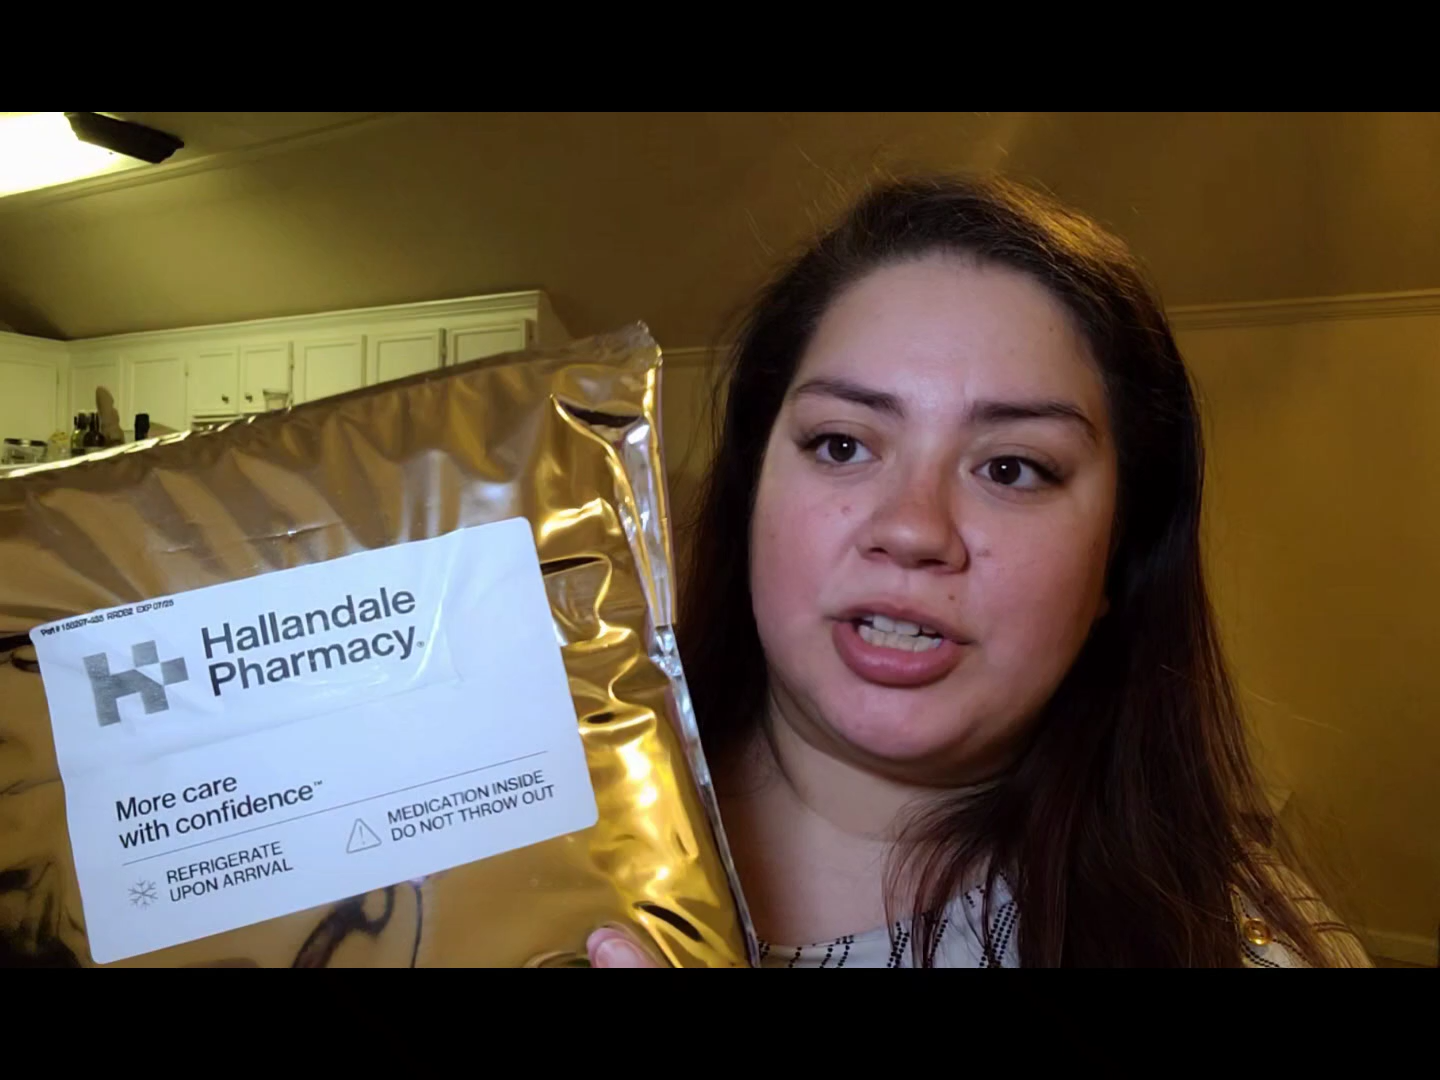 Hallandale
Pharmacy®
More care
with confidence™
REFRIGERATE
UPON ARRIVAL
MEDICATION INSIDE
DO NOT THROW OUT